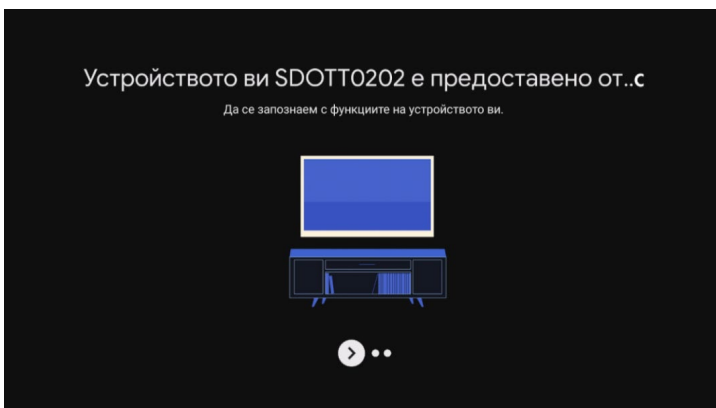 Устройството ви SDOTT0202 е предоставено от..c
Да се запознаем с функциите на устройството ви.